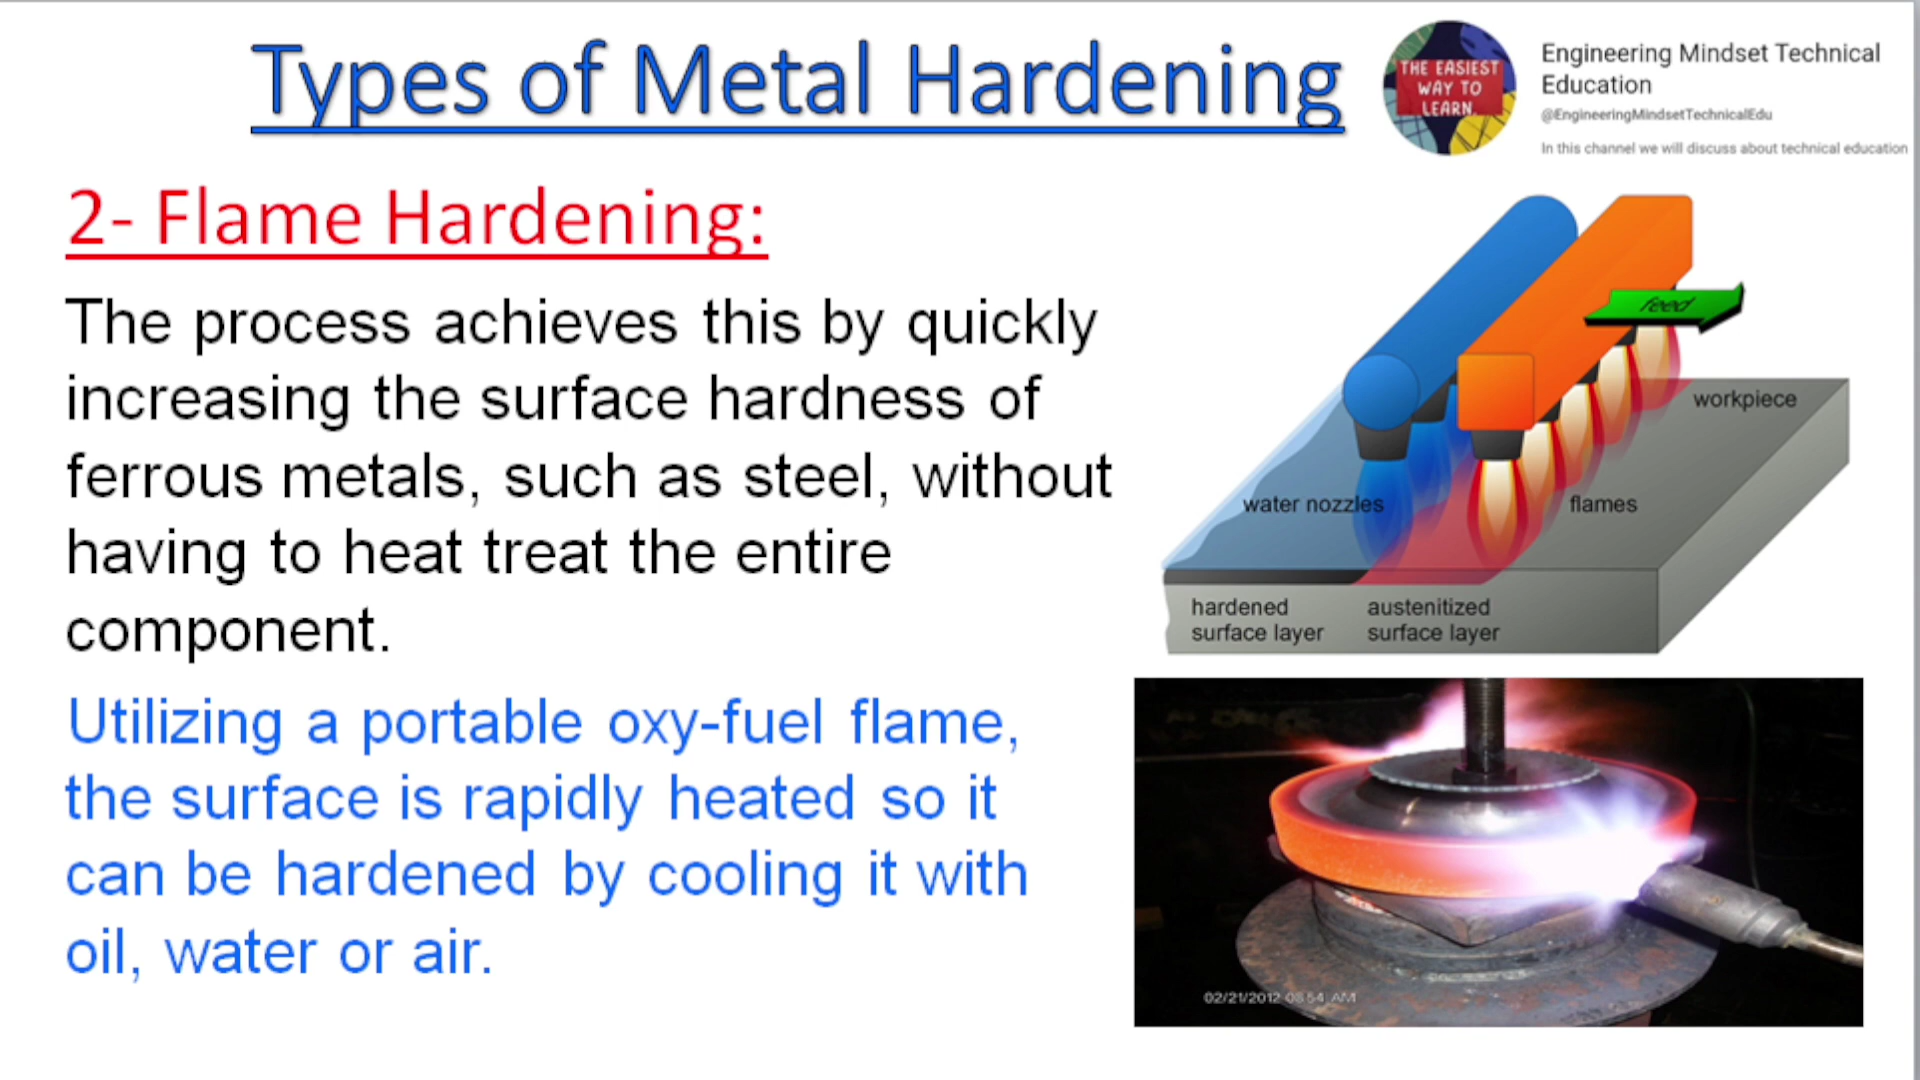 Types of Metal Hardening
THE EASIEST
WAY TO
LEARN.
Engineering Mindset Technical
Education
@EngineeringMindsetTechnicalEdu
In this channel we will discuss about technical education
2- Flame Hardening:
The process achieves this by quickly
increasing the surface hardness of
ferrous metals, such as steel, without
having to heat treat the entire
component.
Utilizing a portable oxy-fuel flame,
the surface is rapidly heated so it
can be hardened by cooling it with
oil, water or air.
feed
workpiece
water nozzles
flames
hardened
surface layer
austenitized
surface layer
02/21/2012 08:54 AM